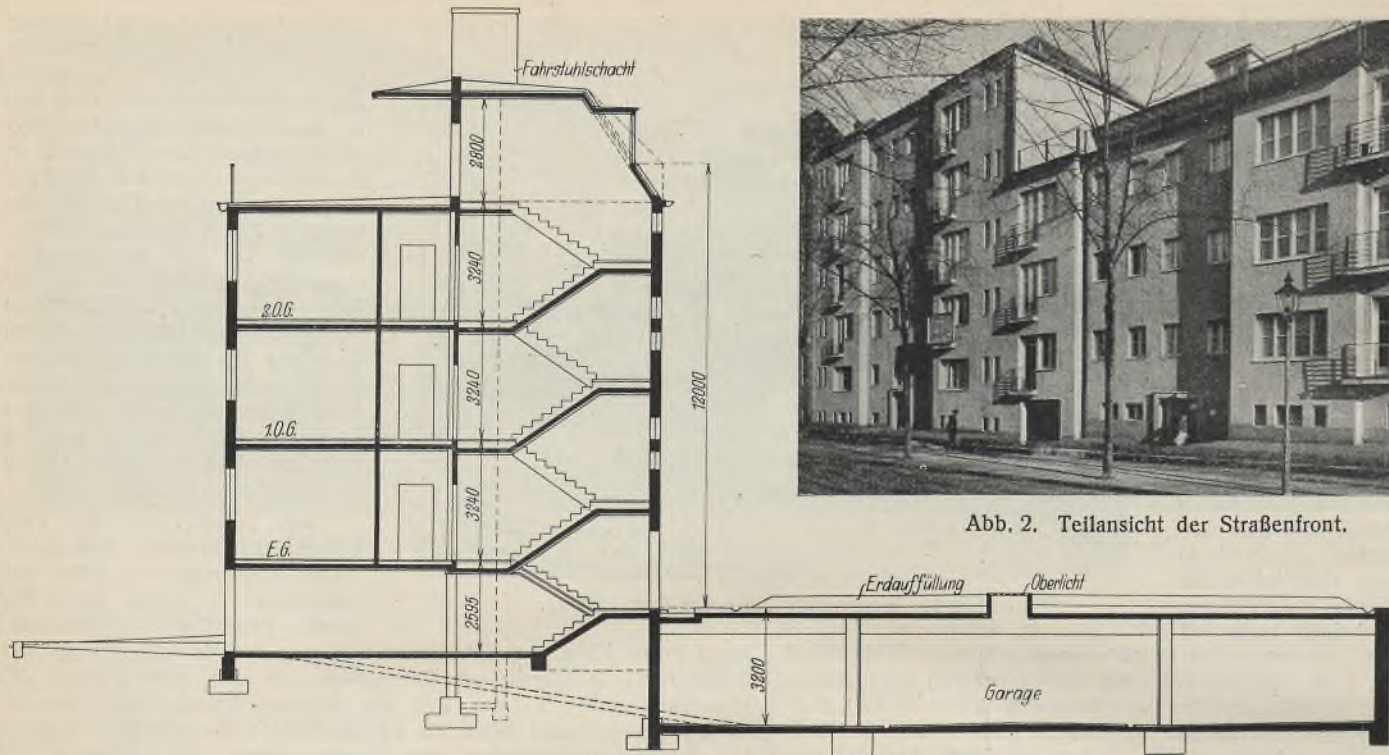 Fahrstuhlschacht
2800
3240
2.O.G.
3240
1.O.G.
12000
3240
E.G.
2595
Abb. 2. Teilansicht der Straßenfront.
Erdauffüllung
Oberlicht
3200
Garage